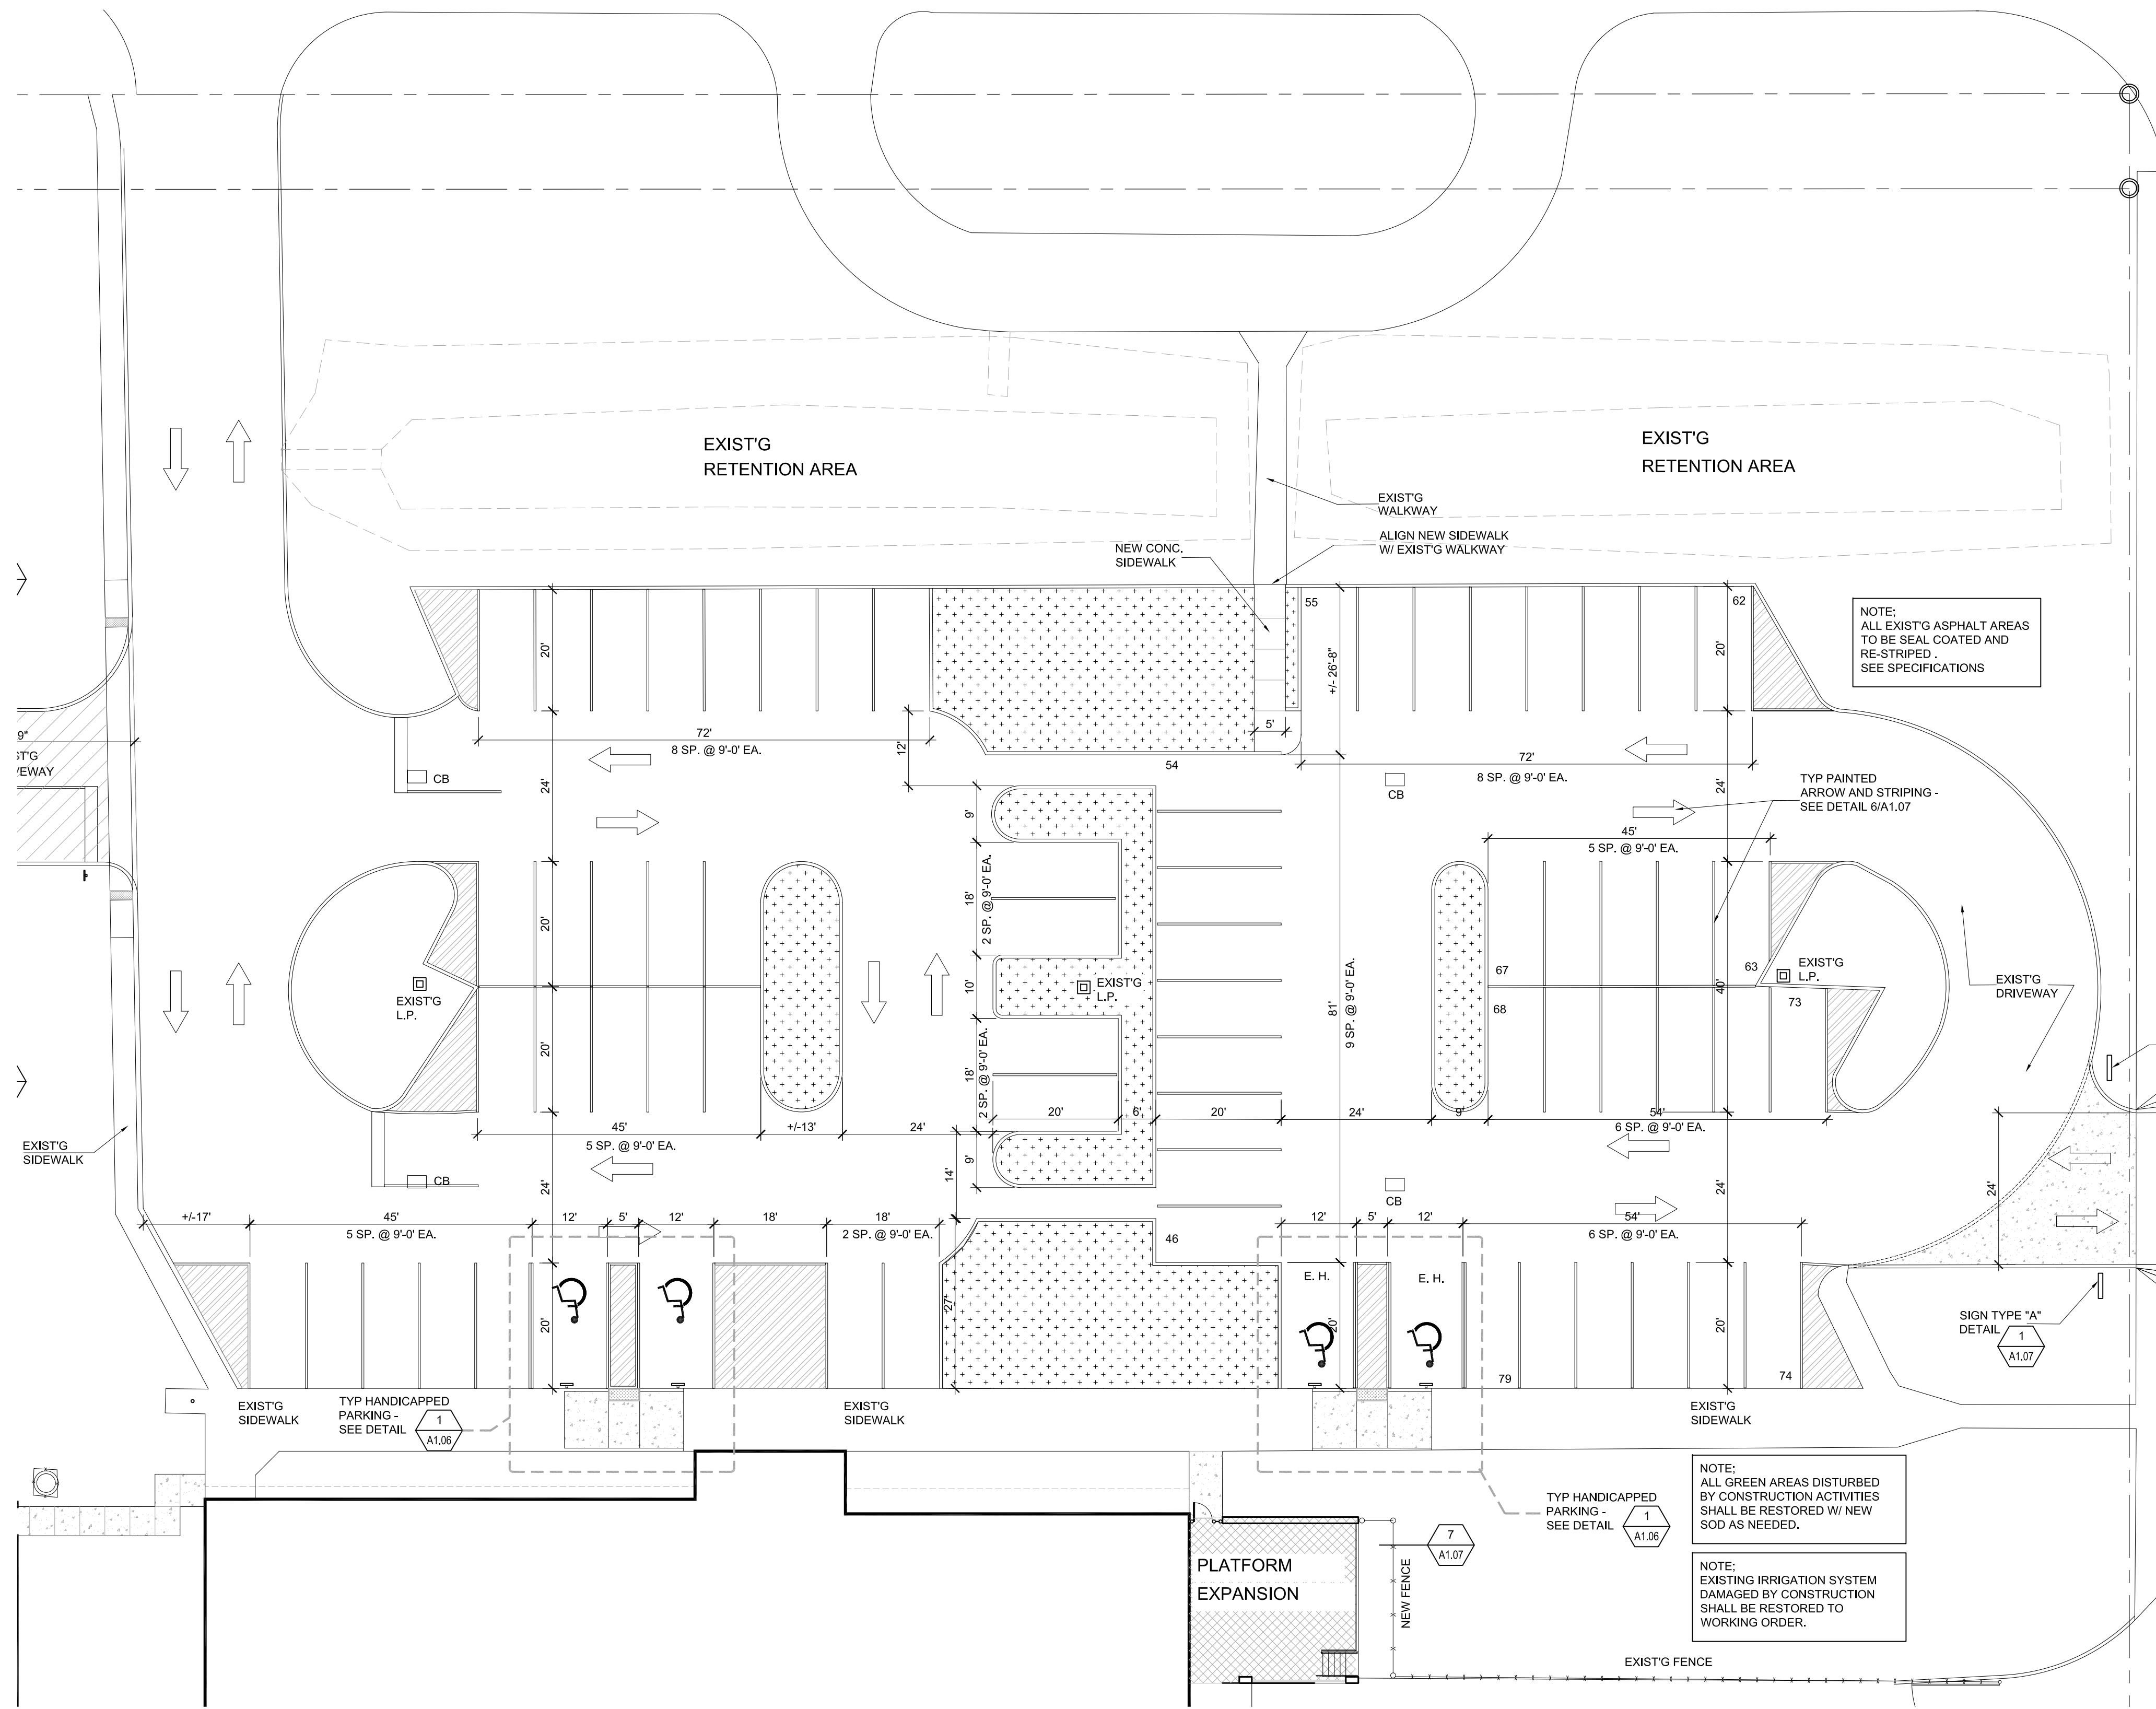 EXIST'G
RETENTION AREA
EXIST'G
RETENTION AREA
EXIST'G
WALKWAY
ALIGN NEW SIDEWALK
W/ EXIST'G WALKWAY
NEW CONC.
SIDEWALK
NOTE;
ALL EXIST'G ASPHALT AREAS
TO BE SEAL COATED AND
RE-STRIPED .
SEE SPECIFICATIONS
20'
55
62
20'
+/- 26'-8"
5'
72'
8 SP. @ 9'-0' EA.
12'
54
72'
8 SP. @ 9'-0' EA.
9"
CB
24'
CB
24'
TYP PAINTED
ARROW AND STRIPING -
SEE DETAIL 6/A1.07
9'
45'
5 SP. @ 9'-0' EA.
20'
18'
2 SP. @ 9'-0' EA.
67
63
EXIST'G
L.P.
EXIST'G
L.P.
10'
EXIST'G
L.P.
68
40'
73
EXIST'G
DRIVEWAY
81'
9 SP. @ 9'-0' EA.
20'
18'
2 SP. @ 9'-0' EA.
45'
5 SP. @ 9'-0' EA.
+/-13'
24'
20'
6'
20'
24'
9'
54'
6 SP. @ 9'-0' EA.
EXIST'G
SIDEWALK
CB
24'
14'
9'
CB
24'
24'
+/-17'
45'
5 SP. @ 9'-0' EA.
12'
5'
12'
18'
18'
2 SP. @ 9'-0' EA.
46
12'
5'
12'
54'
6 SP. @ 9'-0' EA.
E. H.
E. H.
20'
27'
20'
20'
79
74
SIGN TYPE "A"
DETAIL
1
A1.07
EXIST'G
SIDEWALK
TYP HANDICAPPED
PARKING -
SEE DETAIL
1
A1.06
EXIST'G
SIDEWALK
EXIST'G
SIDEWALK
NOTE;
ALL GREEN AREAS DISTURBED
BY CONSTRUCTION ACTIVITIES
SHALL BE RESTORED W/ NEW
SOD AS NEEDED.
TYP HANDICAPPED
PARKING -
SEE DETAIL
1
A1.06
7
A1.07
PLATFORM
EXPANSION
NEW FENCE
NOTE;
EXISTING IRRIGATION SYSTEM
DAMAGED BY CONSTRUCTION
SHALL BE RESTORED TO
WORKING ORDER.
EXIST'G FENCE